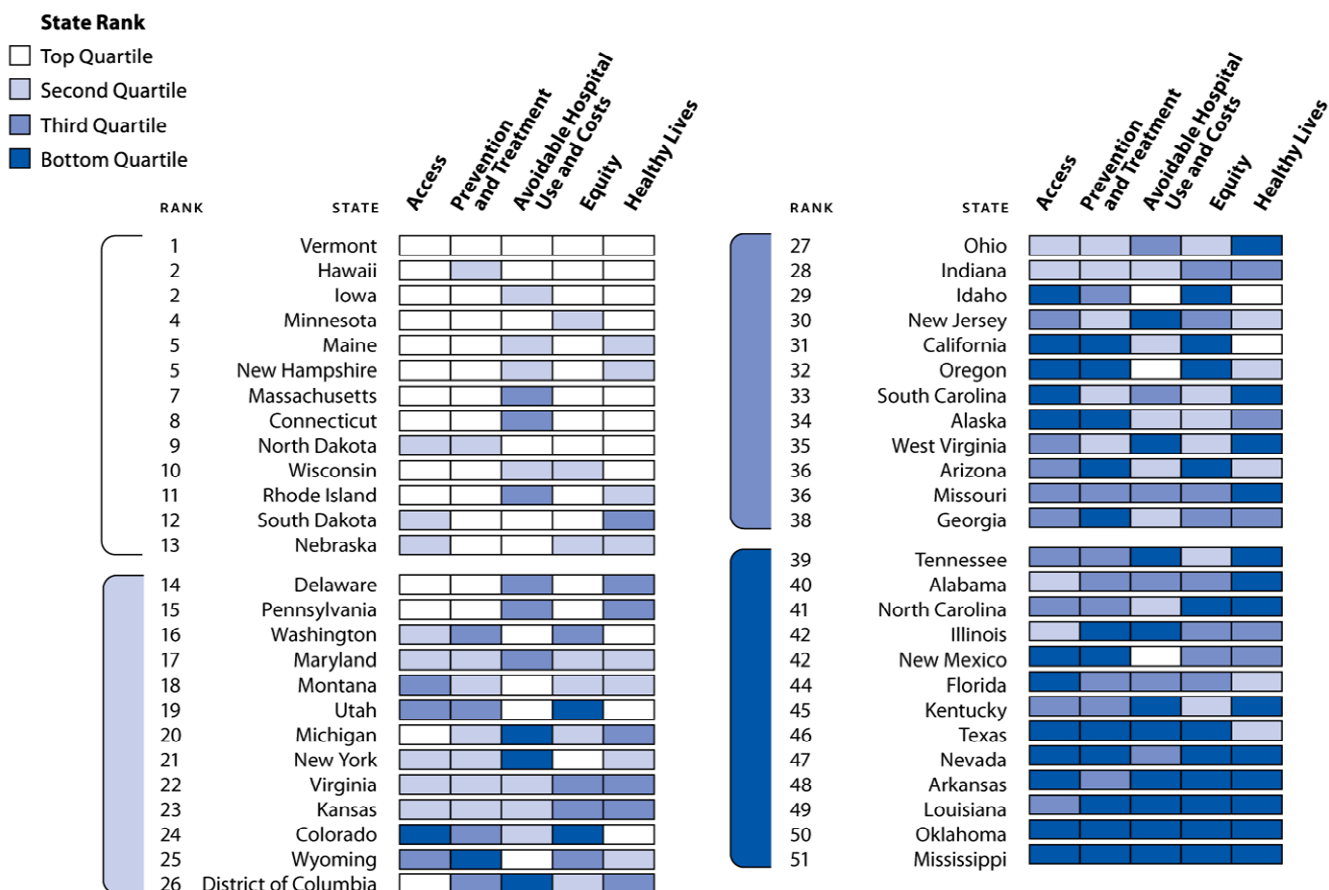 State Rank
Top Quartile
Second Quartile
Third Quartile
Bottom Quartile
RANK STATE Access Prevention and Treatment Avoidable Hospital Use and Costs Equity Healthy Lives
1 Vermont
2 Hawaii
2 Iowa
4 Minnesota
5 Maine
5 New Hampshire
7 Massachusetts
8 Connecticut
9 North Dakota
10 Wisconsin
11 Rhode Island
12 South Dakota
13 Nebraska
14 Delaware
15 Pennsylvania
16 Washington
17 Maryland
18 Montana
19 Utah
20 Michigan
21 New York
22 Virginia
23 Kansas
24 Colorado
25 Wyoming
26 District of Columbia
RANK STATE Access Prevention and Treatment Avoidable Hospital Use and Costs Equity Healthy Lives
27 Ohio
28 Indiana
29 Idaho
30 New Jersey
31 California
32 Oregon
33 South Carolina
34 Alaska
35 West Virginia
36 Arizona
36 Missouri
38 Georgia
39 Tennessee
40 Alabama
41 North Carolina
42 Illinois
42 New Mexico
44 Florida
45 Kentucky
46 Texas
47 Nevada
48 Arkansas
49 Louisiana
50 Oklahoma
51 Mississippi